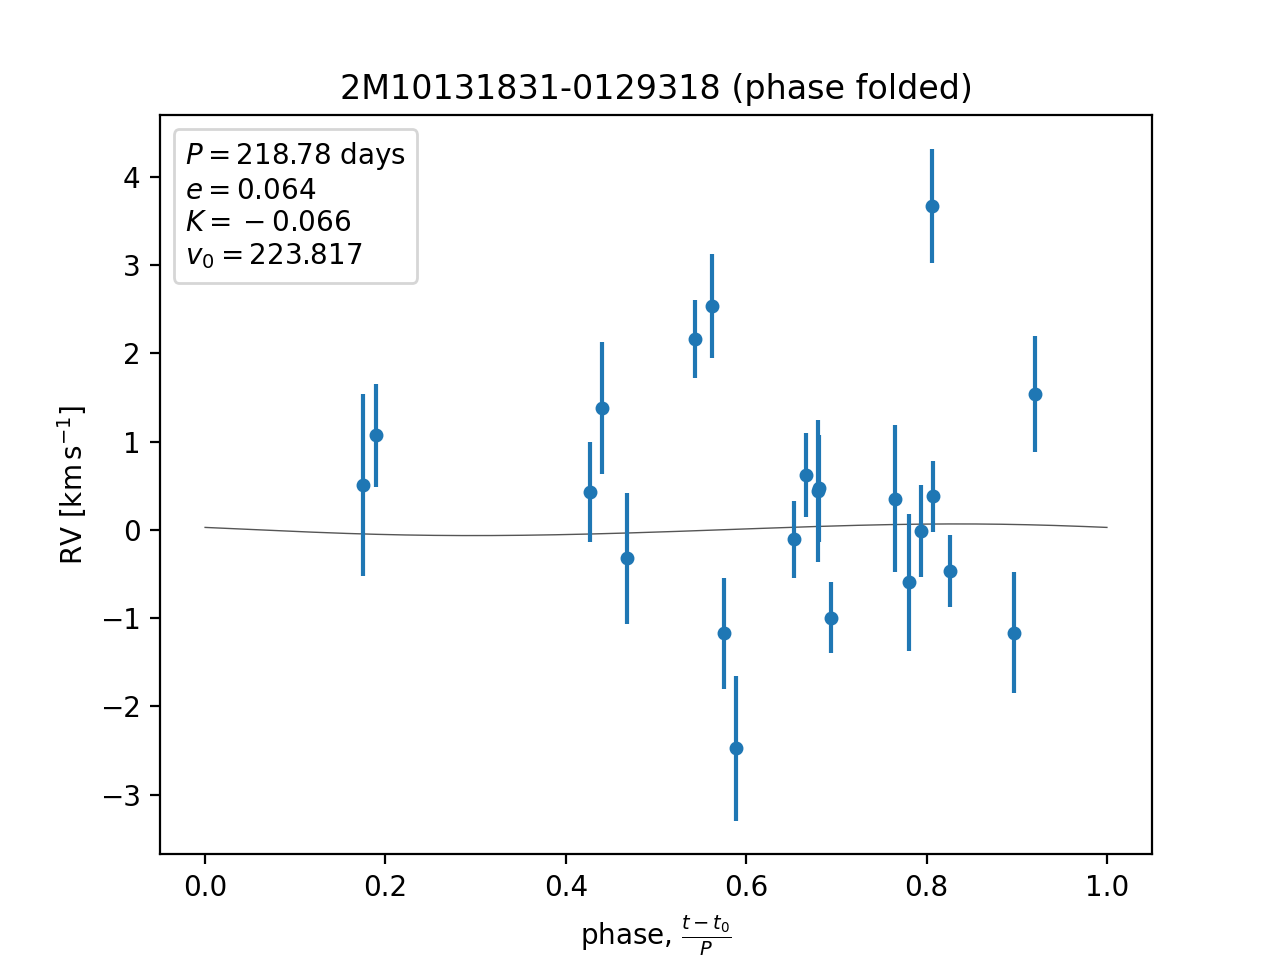 2M10131831-0129318 (phase folded)
P = 218.78 days
e = 0.064
K = −0.066
v₀ = 223.817
RV [km s⁻¹]
4
3
2
1
0
−1
−2
−3
0.0 0.2 0.4 0.6 0.8 1.0
phase, (t − t₀)/P